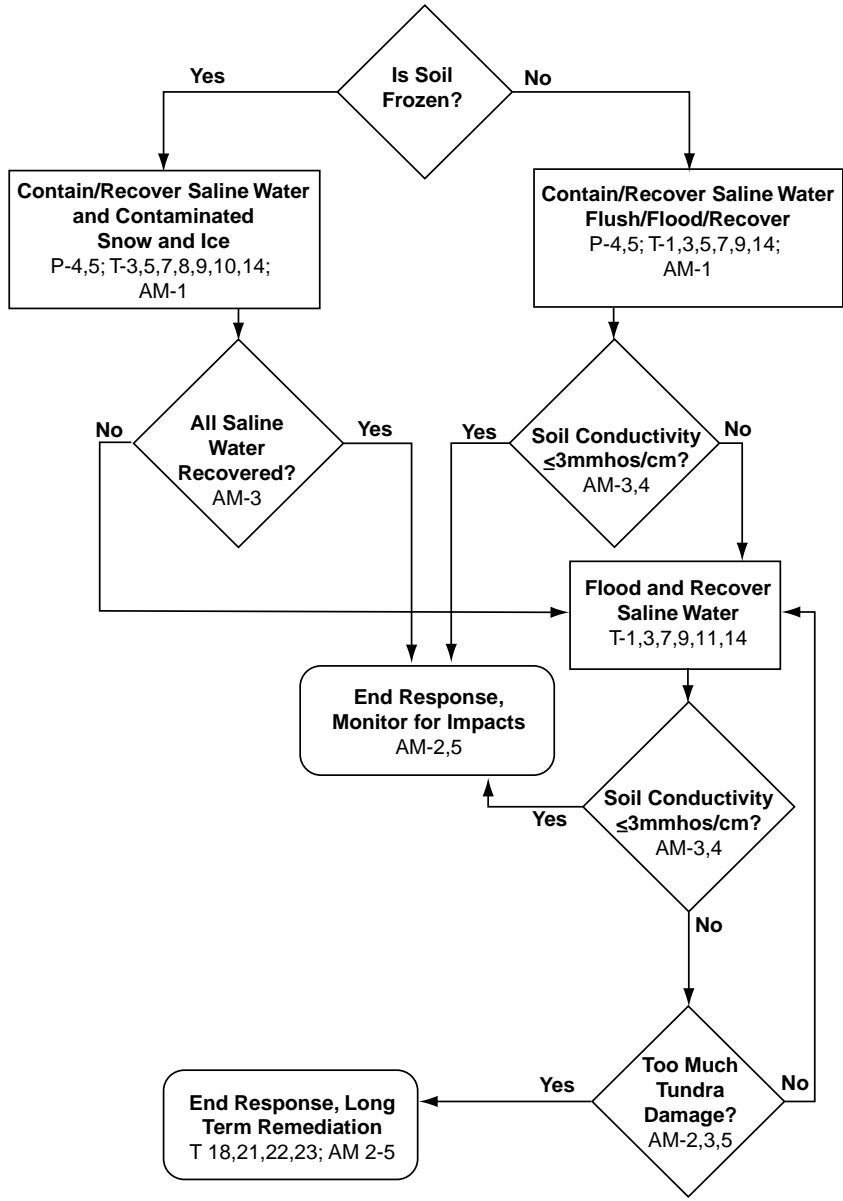 Is Soil
Frozen?
Yes
No
Contain/Recover Saline Water
and Contaminated
Snow and Ice
P-4,5; T-3,5,7,8,9,10,14;
AM-1
Contain/Recover Saline Water
Flush/Flood/Recover
P-4,5; T-1,3,5,7,9,14;
AM-1
No
All Saline
Water
Recovered?
AM-3
Yes
Yes
Soil Conductivity
≤3mmhos/cm?
AM-3,4
No
Flood and Recover
Saline Water
T-1,3,7,9,11,14
End Response,
Monitor for Impacts
AM-2,5
Soil Conductivity
≤3mmhos/cm?
AM-3,4
Yes
No
Too Much
Tundra
Damage?
AM-2,3,5
Yes
No
End Response, Long
Term Remediation
T 18,21,22,23; AM 2-5